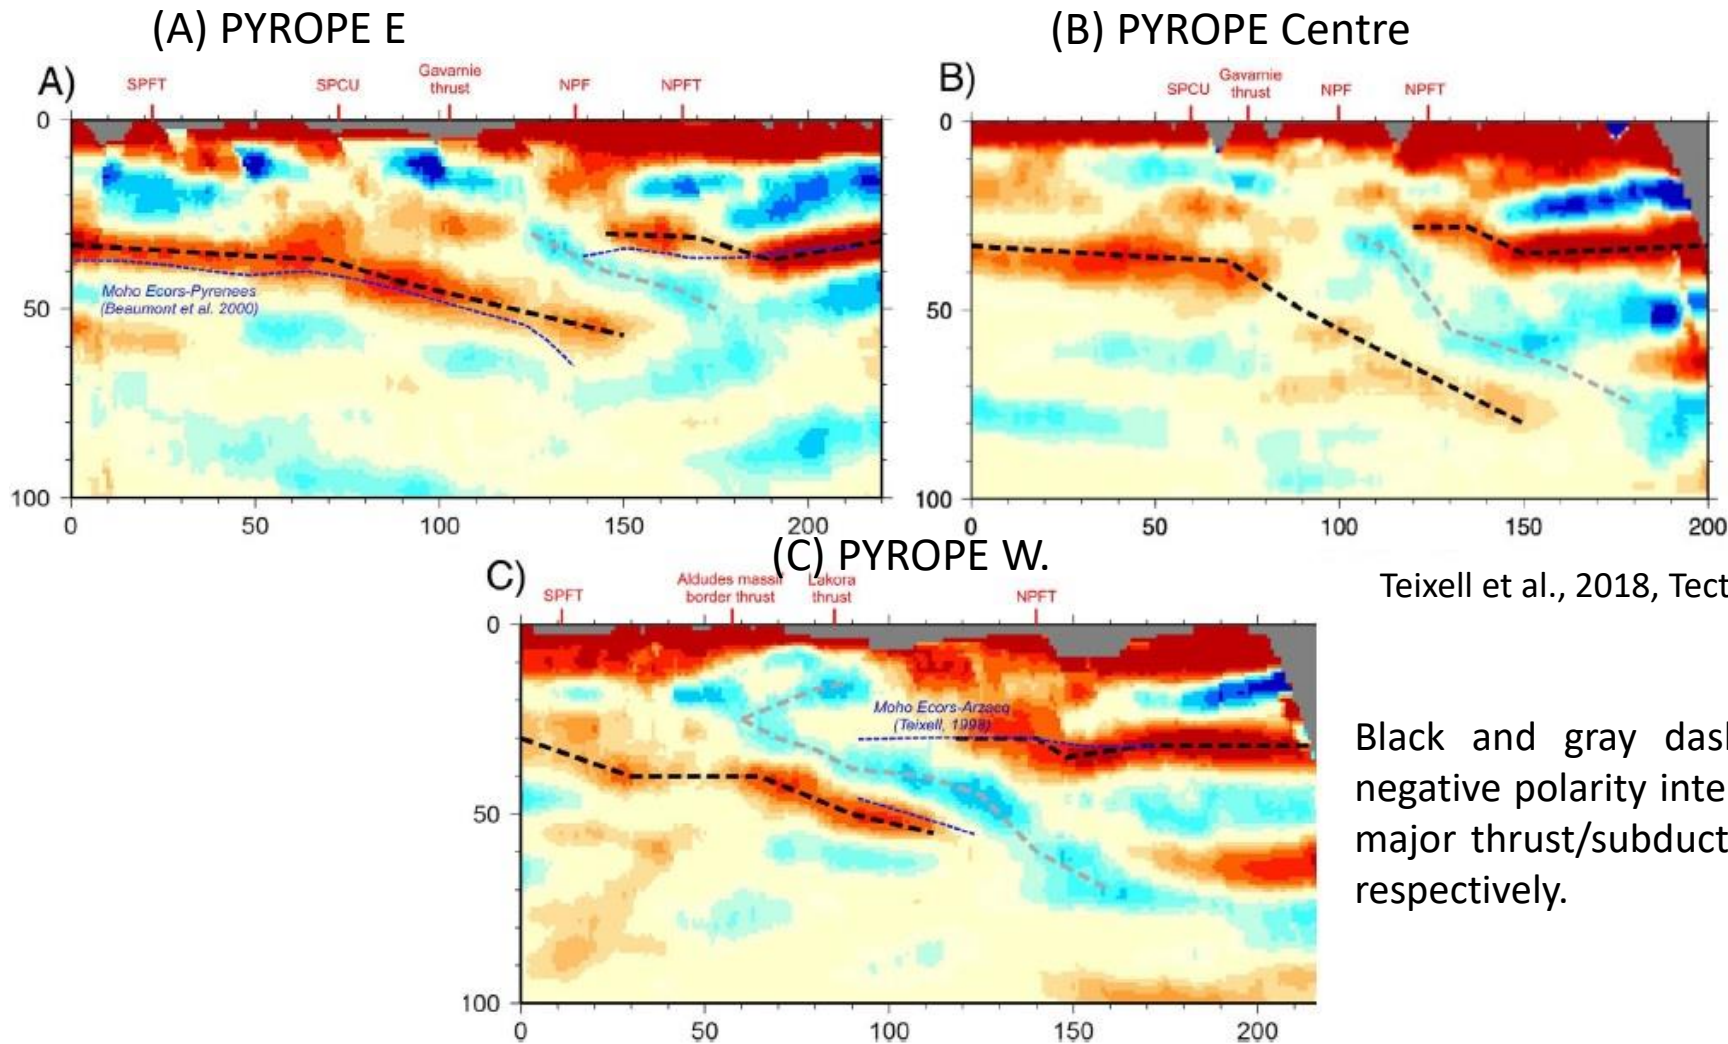 (A) PYROPE E
(B) PYROPE Centre
A)
SPFT
SPCU
Gavarnie
thrust
NPF
NPFT
0
50
100
Moho Ecors-Pyrenees
(Beaumont et al. 2000)
0 50 100 150 200
B)
SPCU
Gavarnie
thrust
NPF
NPFT
0
50
100
0 50 100 150 200
(C) PYROPE W.
C)
SPFT
Aldudes massif
border thrust
Lakora
thrust
NPFT
0
50
100
Moho Ecors-Arzacq
(Teixell, 1998)
0 50 100 150 200
Teixell et al., 2018, Tect
Black and gray dash
negative polarity inte
major thrust/subduct
respectively.